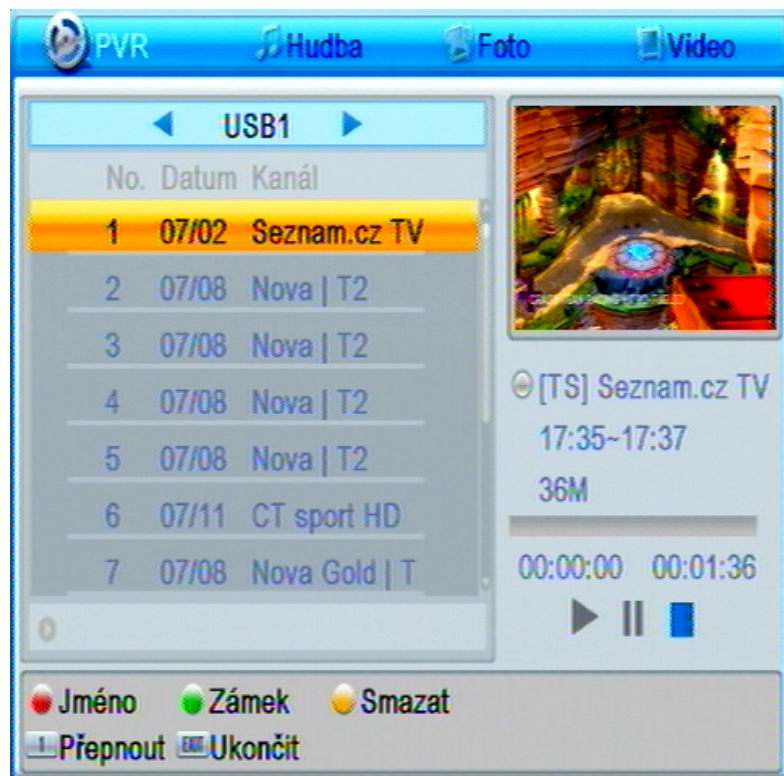 PVR Hudba Foto Video
USB1
No. Datum Kanál
1 07/02 Seznam.cz TV
2 07/08 Nova | T2
3 07/08 Nova | T2
4 07/08 Nova | T2
5 07/08 Nova | T2
6 07/11 CT sport HD
7 07/08 Nova Gold | T
[TS] Seznam.cz TV
17:35~17:37
36M
00:00:00 00:01:36
Jméno Zámek Smazat
1 Přepnout EXIT Ukončit